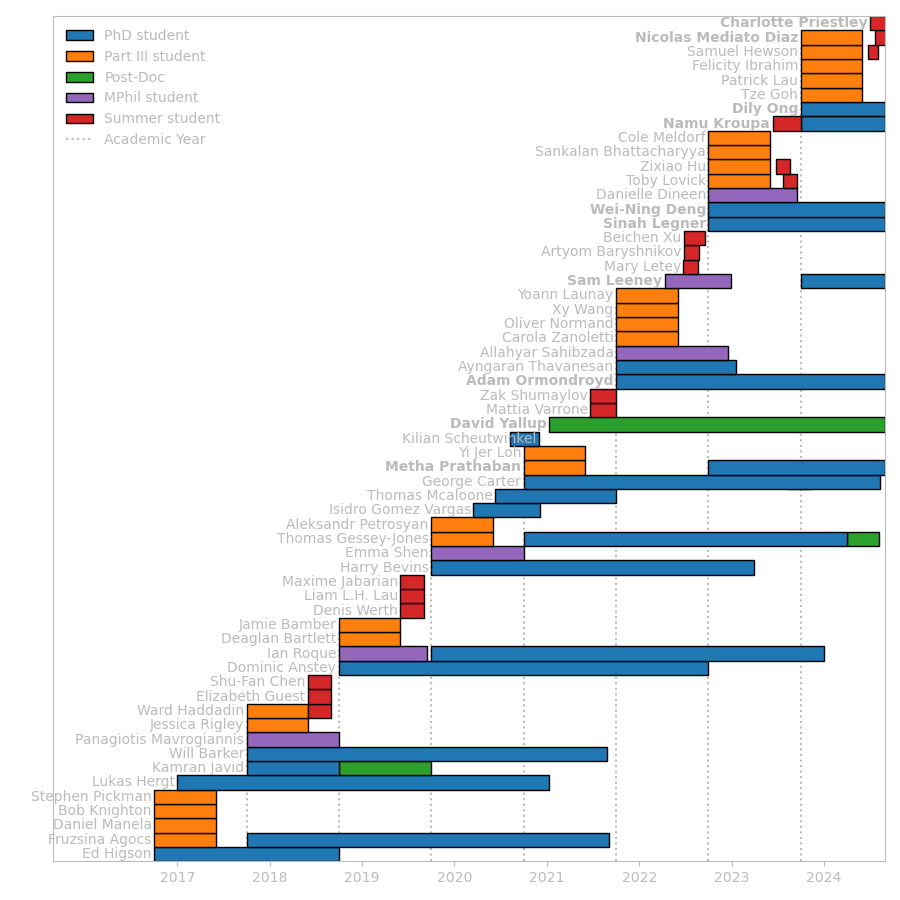 PhD student
Part III student
Post-Doc
MPhil student
Summer student
Academic Year
Charlotte Priestley
Nicolas Mediato Diaz
Samuel Hewson
Felicity Ibrahim
Patrick Lau
Tze Goh
Dily Ong
Namu Kroupa
Cole Meldorf
Sankalan Bhattacharyya
Zixiao Hu
Toby Lovick
Danielle Dineen
Wei-Ning Deng
Sinah Legner
Beichen Xu
Artyom Baryshnikov
Mary Letey
Sam Leeney
Yoann Launay
Xy Wang
Oliver Normand
Carola Zanoletti
Allahyar Sahibzada
Ayngaran Thavanesan
Adam Ormondroyd
Zak Shumaylov
Mattia Varrone
David Yallup
Kilian Scheutwinkel
Yi Jer Loh
Metha Prathaban
George Carter
Thomas Mcaloone
Isidro Gomez Vargas
Aleksandr Petrosyan
Thomas Gessey-Jones
Emma Shen
Harry Bevins
Maxime Jabarian
Liam L.H. Lau
Denis Werth
Jamie Bamber
Deaglan Bartlett
Ian Roque
Dominic Anstey
Shu-Fan Chen
Elizabeth Guest
Ward Haddadin
Jessica Rigley
Panagiotis Mavrogiannis
Will Barker
Kamran Javid
Lukas Hergt
Stephen Pickman
Bob Knighton
Daniel Manela
Fruzsina Agocs
Ed Higson
2017 2018 2019 2020 2021 2022 2023 2024